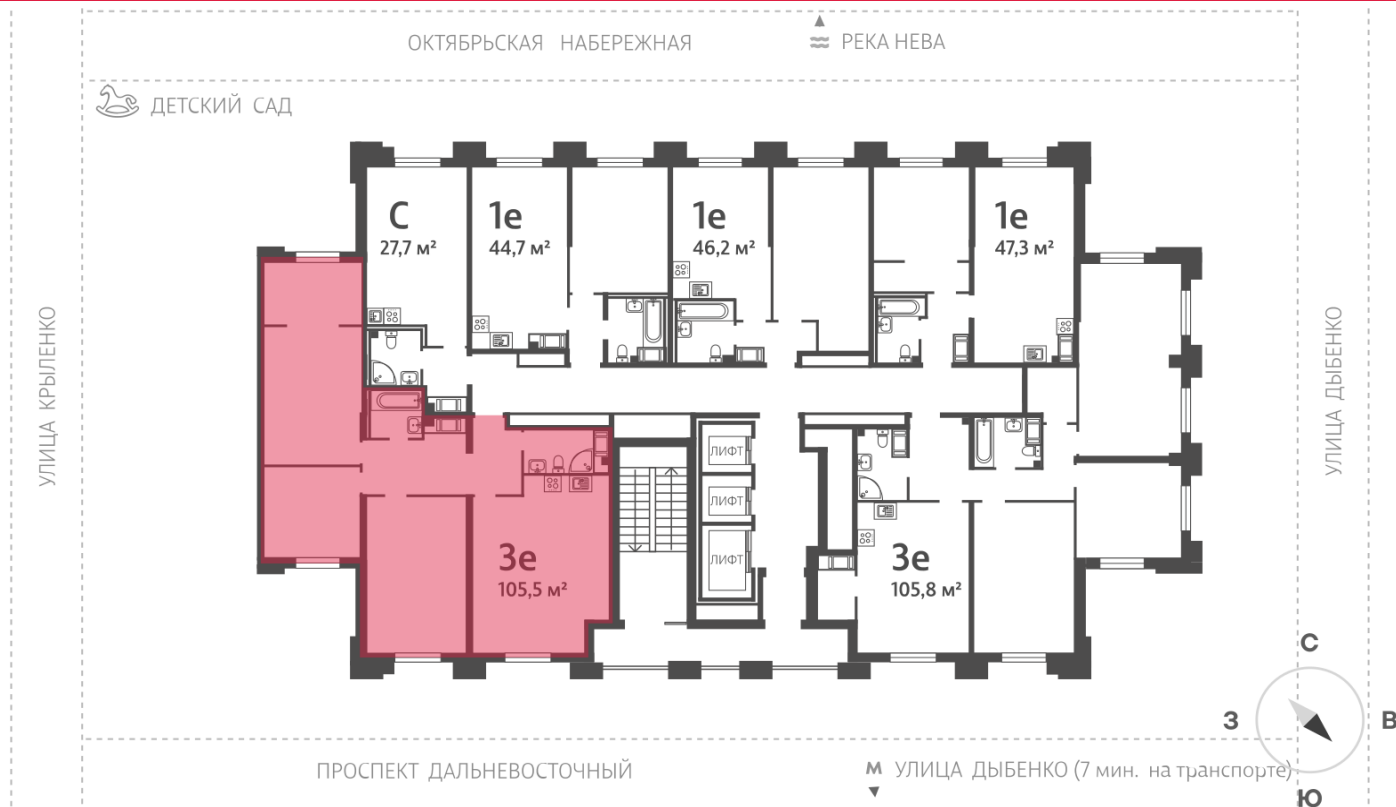 ОКТЯБРЬСКАЯ НАБЕРЕЖНАЯ
РЕКА НЕВА
ДЕТСКИЙ САД
С
27,7 м²
1е
44,7 м²
1е
46,2 м²
1е
47,3 м²
УЛИЦА КРЫЛЕНКО
УЛИЦА ДЫБЕНКО
ЛИФТ
ЛИФТ
ЛИФТ
3е
105,5 м²
3е
105,8 м²
С
З
В
Ю
ПРОСПЕКТ ДАЛЬНЕВОСТОЧНЫЙ
М УЛИЦА ДЫБЕНКО (7 мин. на транспорте)